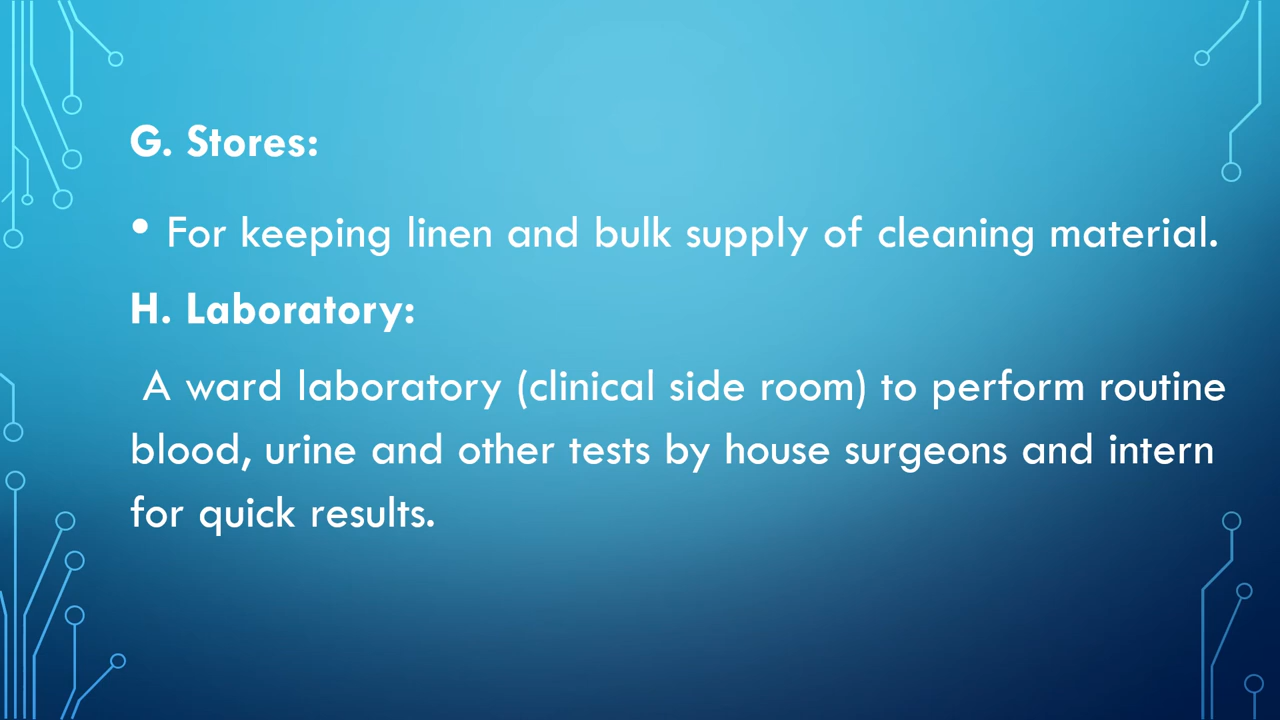 G. Stores:
• For keeping linen and bulk supply of cleaning material.
H. Laboratory:
A ward laboratory (clinical side room) to perform routine
blood, urine and other tests by house surgeons and intern
for quick results.